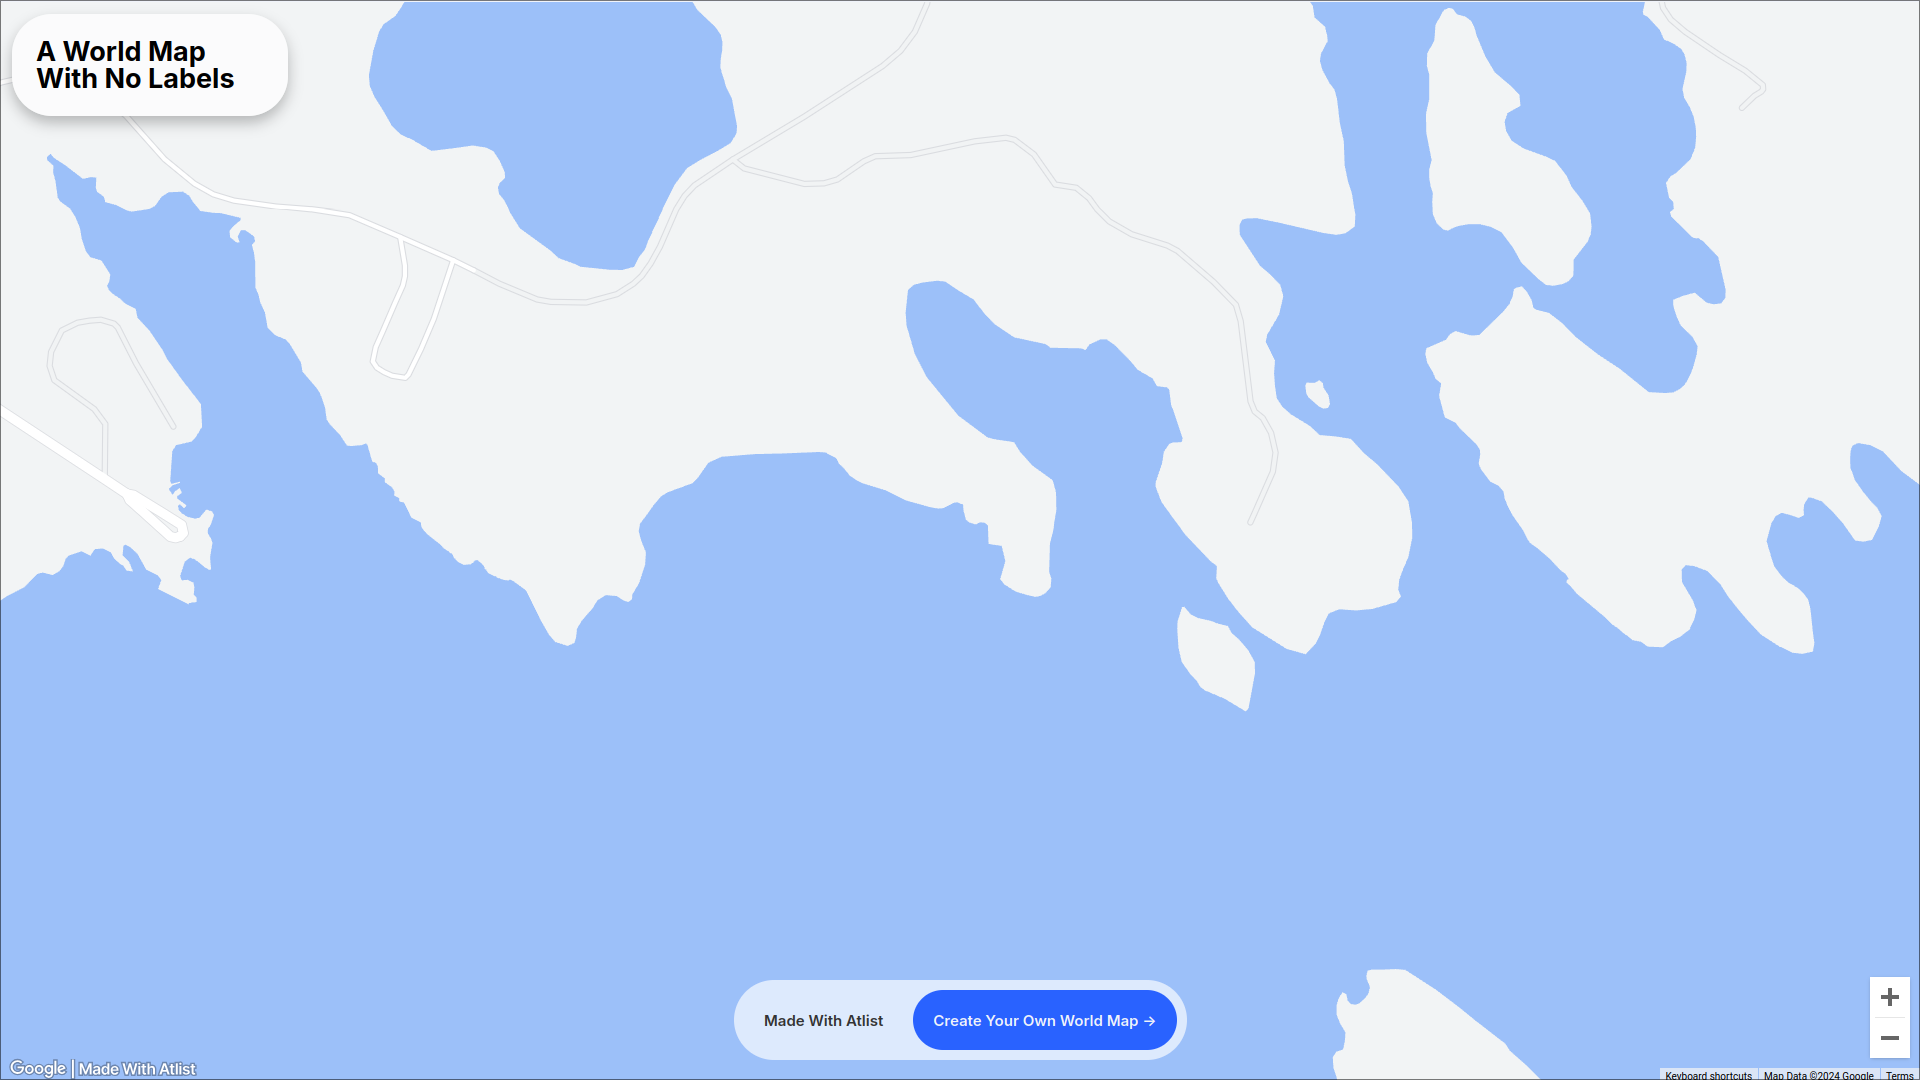 A World Map
With No Labels
Made With Atlist
Create Your Own World Map →
Google | Made With Atlist
Keyboard shortcuts
Map Data ©2024 Google
Terms